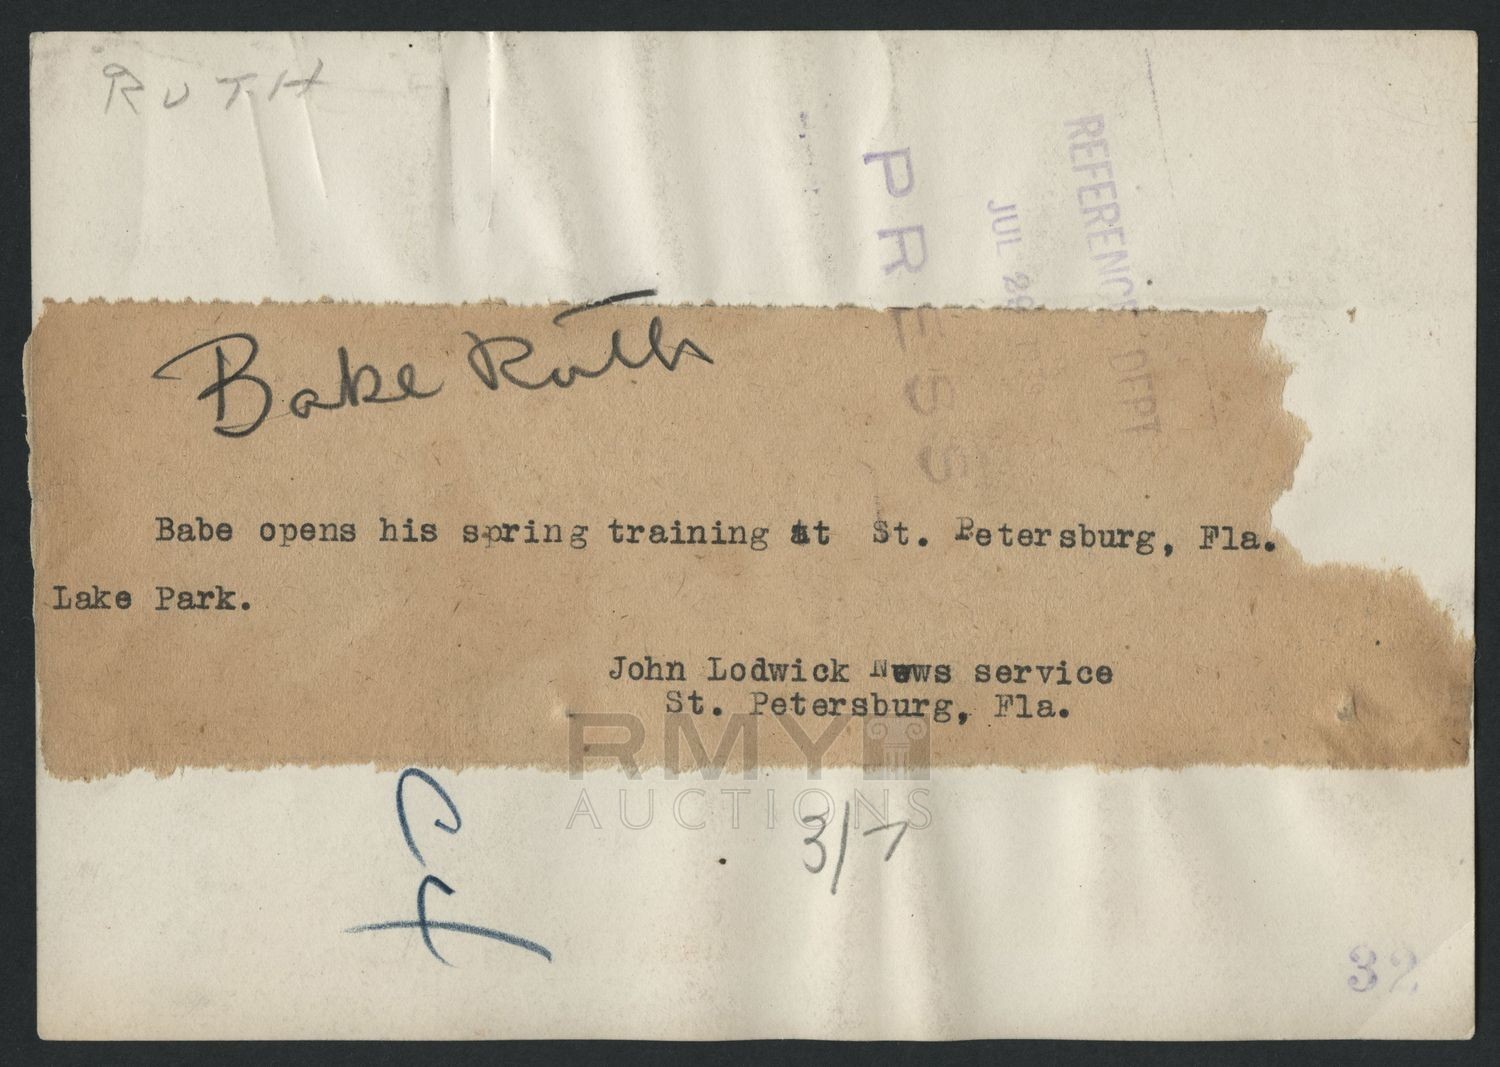 RUTH
PRESS
JUL 29
REFERENCE DEPT
Babe Ruth
Babe opens his spring training at St. Petersburg, Fla.
Lake Park.
John Lodwick News service
St. Petersburg, Fla.
RMY
AUCTIONS
3/7
32